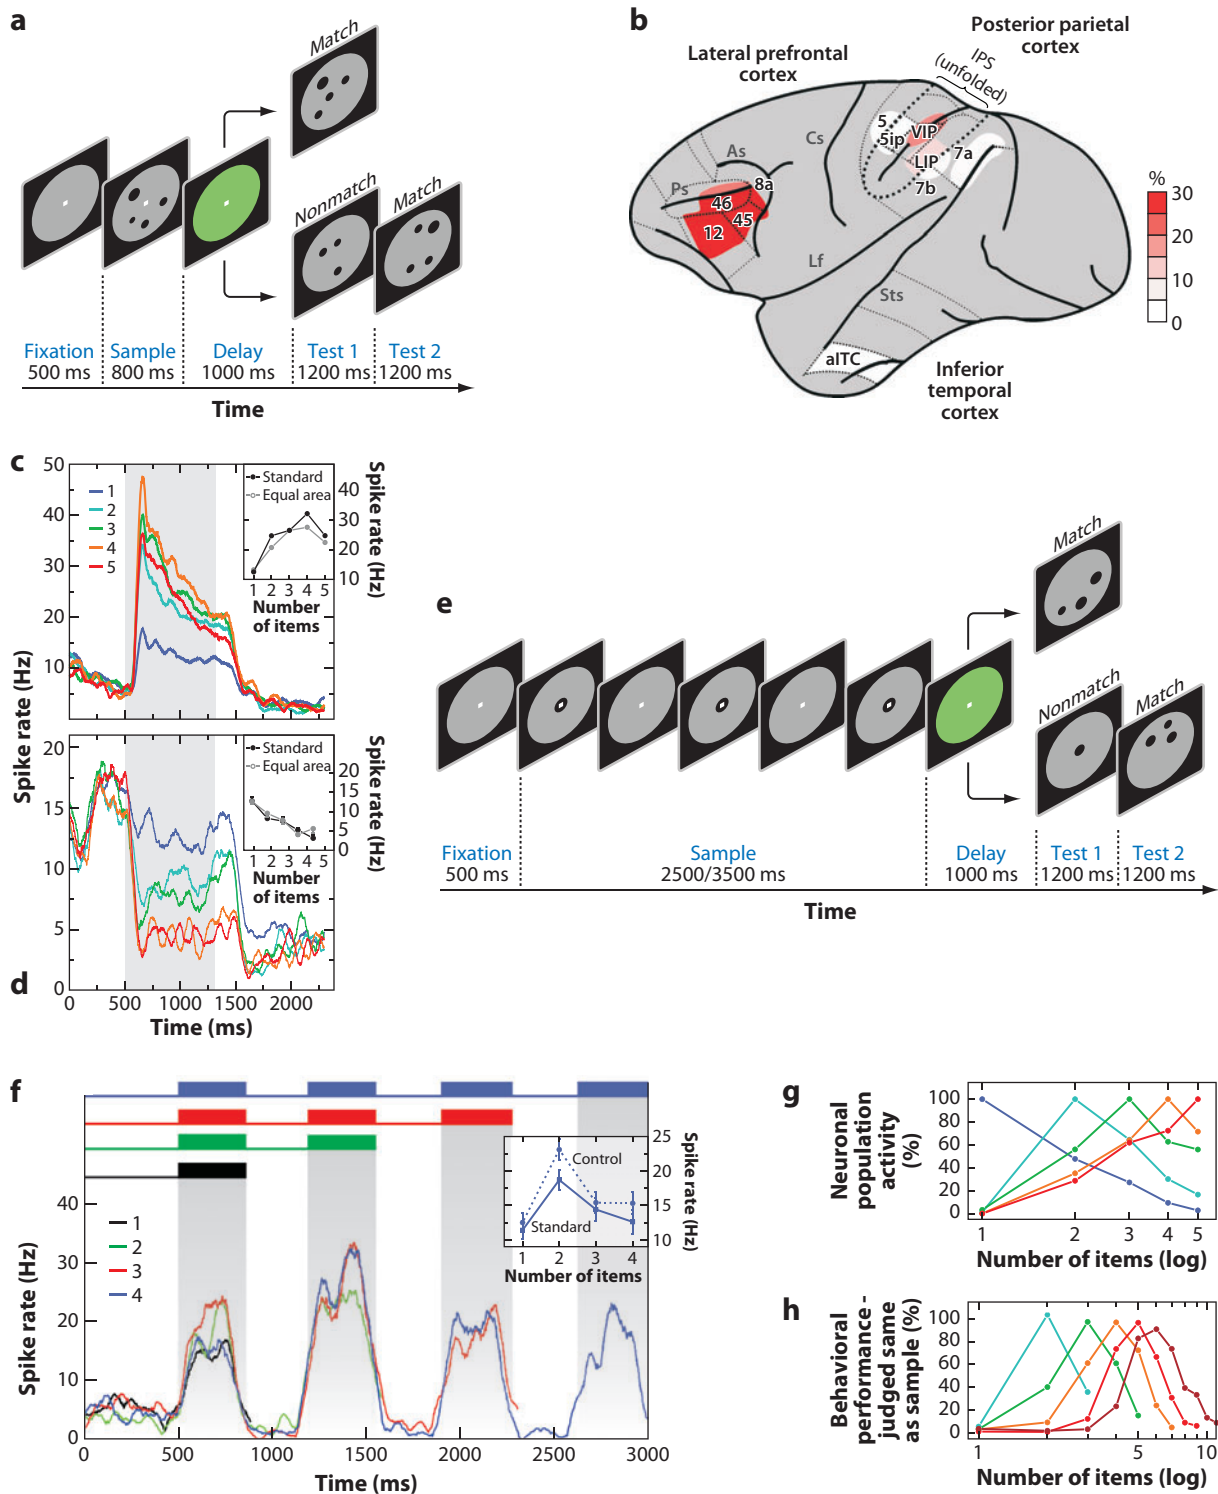 a
Match
Nonmatch
Match
Fixation
500 ms
Sample
800 ms
Delay
1000 ms
Test 1
1200 ms
Test 2
1200 ms
Time
b
Lateral prefrontal
cortex
Posterior parietal
cortex
IPS
(unfolded)
Cs
As
Ps
8a
46
45
12
5
5ip
VIP
LIP
7a
7b
Lf
Sts
aITC
Inferior
temporal
cortex
%
30
20
10
0
c
50
40
30
20
10
1
2
3
4
5
Standard
Equal area
40
30
20
10
Spike rate
(Hz)
1 2 3 4 5
Number
of items
Spike rate (Hz)
d
20
15
10
5
0
Standard
Equal area
20
15
10
5
0
Spike rate
(Hz)
1 2 3 4 5
Number
of items
0 500 1000 1500 2000
Time (ms)
e
Match
Nonmatch
Match
Fixation
500 ms
Sample
2500/3500 ms
Delay
1000 ms
Test 1
1200 ms
Test 2
1200 ms
Time
f
40
30
20
10
0
Spike rate (Hz)
1
2
3
4
Control
Standard
25
20
15
10
Spike rate
(Hz)
1 2 3 4
Number of items
0 500 1000 1500 2000 2500 3000
Time (ms)
g
Neuronal
population
activity
(%)
100
80
60
40
20
0
1 2 3 4 5
Number of items (log)
h
Behavioral
performance-
judged same
as sample (%)
100
80
60
40
20
0
1 5 10
Number of items (log)